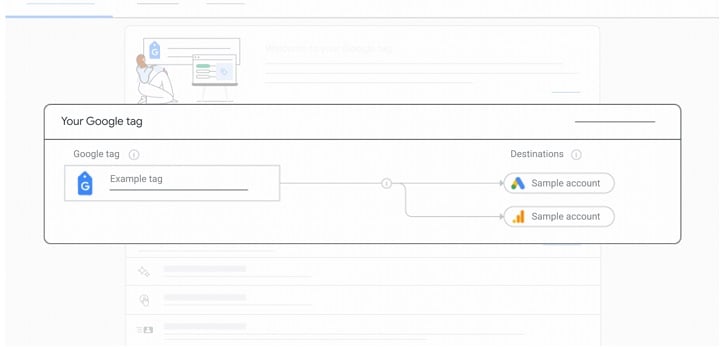 Welcome to your Google tag
Your Google tag
Google tag
Destinations
G
Example tag
Sample account
Sample account